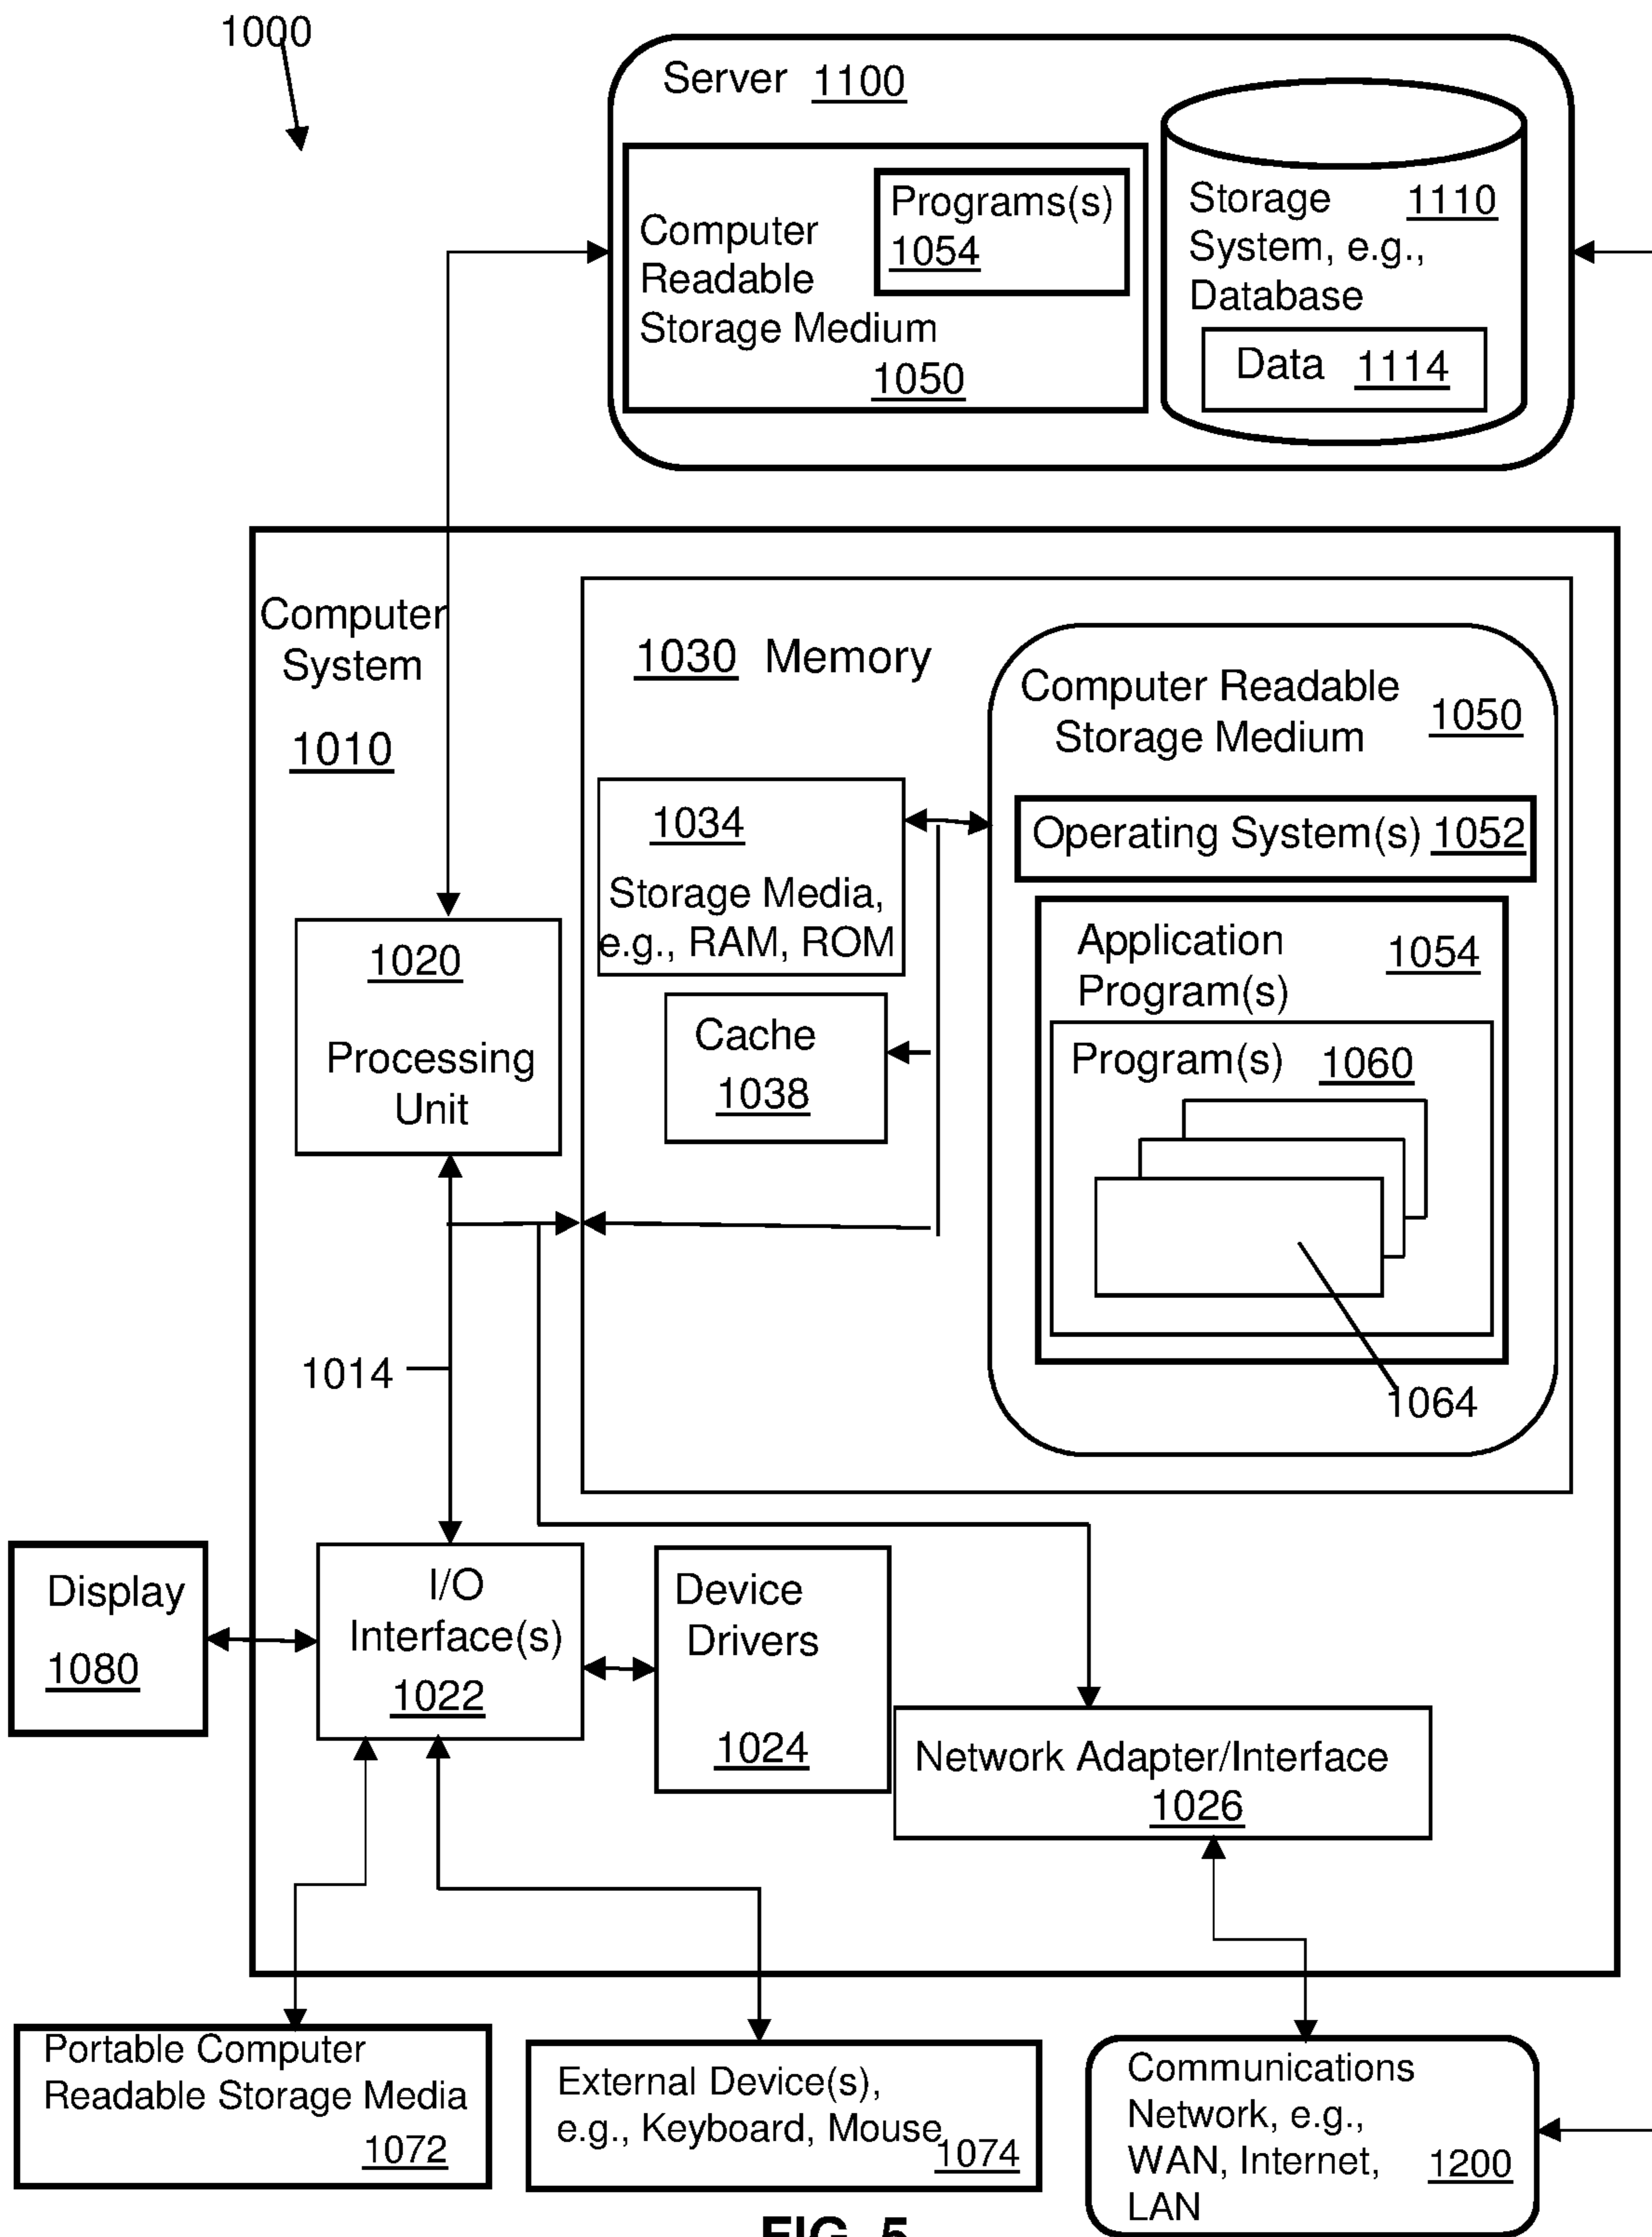 1000
Server 1100
Computer
Readable
Storage Medium
1050
Programs(s)
1054
Storage 1110
System, e.g.,
Database
Data 1114
Computer
System
1010
1030 Memory
Computer Readable
Storage Medium
1050
1034
Storage Media,
e.g., RAM, ROM
Operating System(s) 1052
Cache
1038
Application
Program(s)
1054
Program(s) 1060
1064
1020
Processing
Unit
1014
Display
1080
I/O
Interface(s)
1022
Device
Drivers
1024
Network Adapter/Interface
1026
Portable Computer
Readable Storage Media
1072
External Device(s),
e.g., Keyboard, Mouse
1074
Communications
Network, e.g.,
WAN, Internet,
LAN
1200
FIG. 5